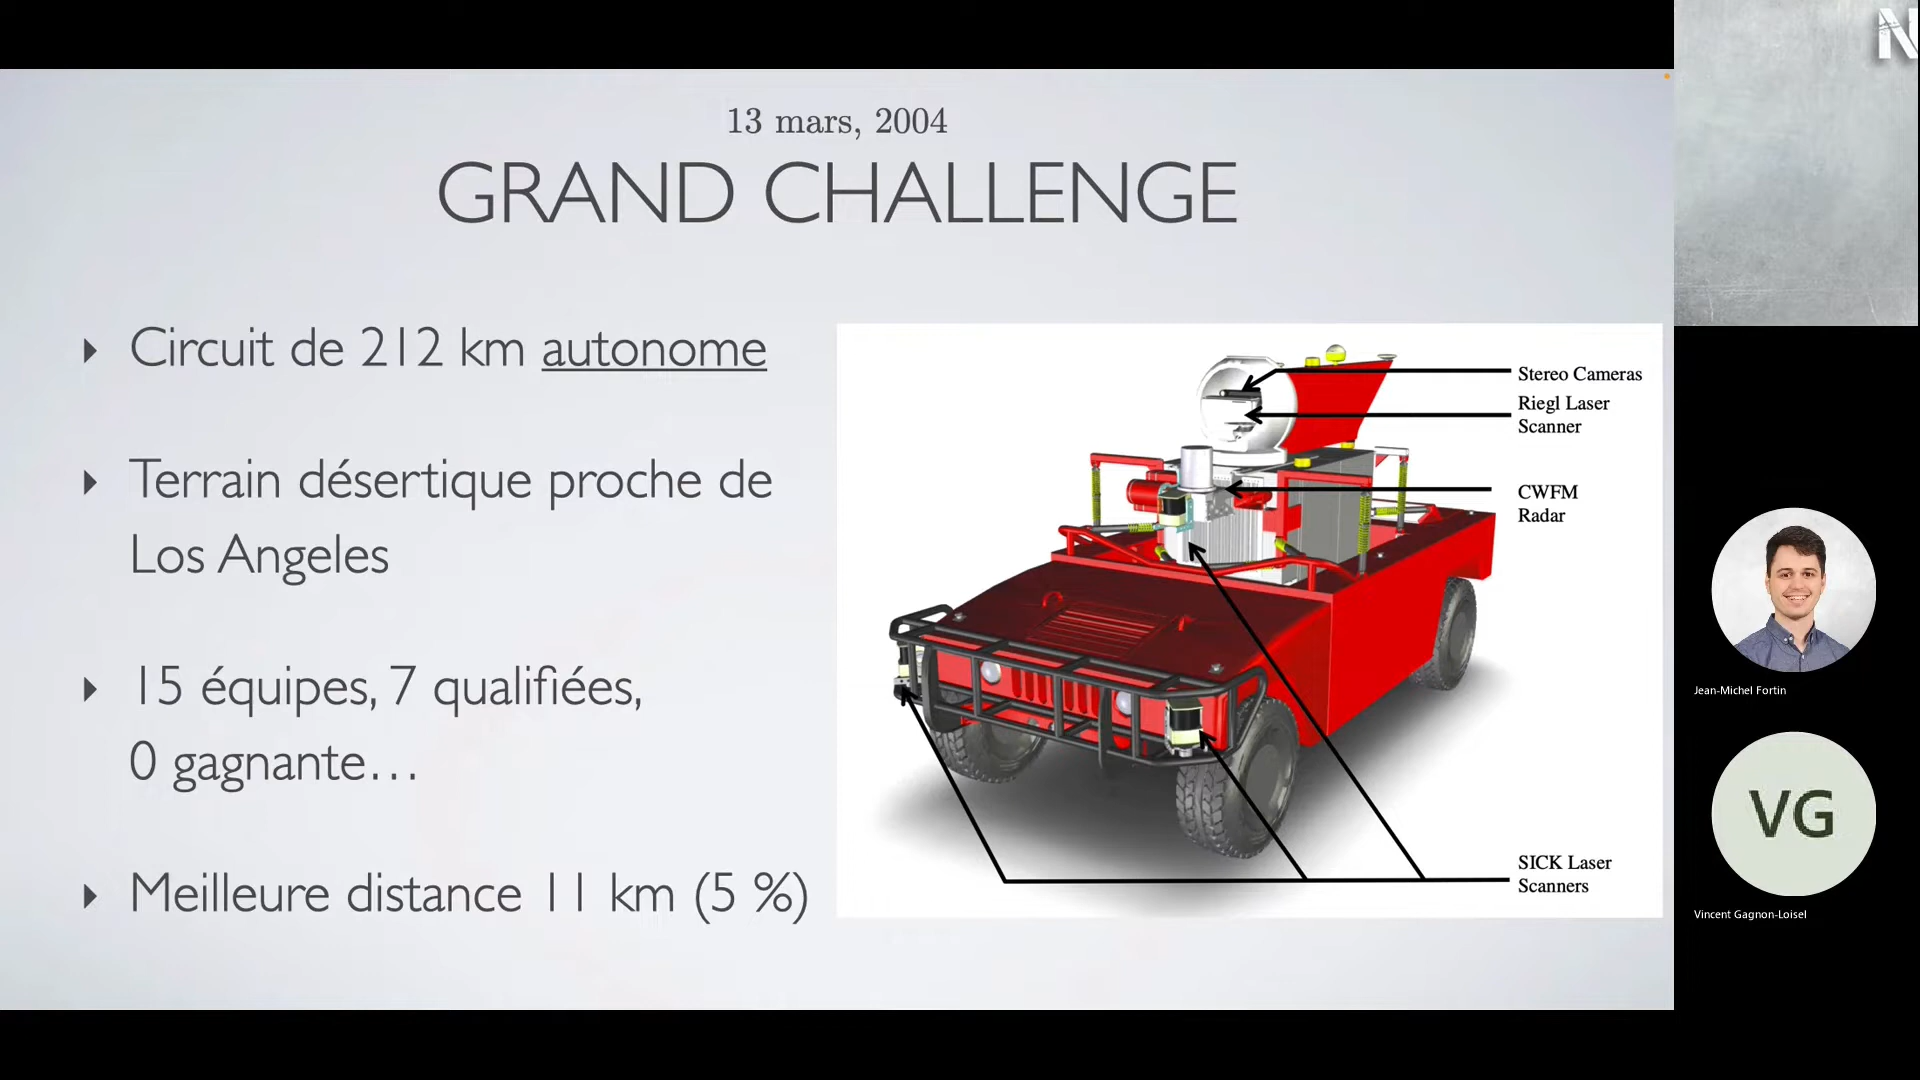 13 mars, 2004
GRAND CHALLENGE
Circuit de 212 km autonome
Terrain désertique proche de
Los Angeles
15 équipes, 7 qualifiées,
0 gagnante…
Meilleure distance 11 km (5 %)
Stereo Cameras
Riegl Laser
Scanner
CWFM
Radar
SICK Laser
Scanners
N
Jean-Michel Fortin
VG
Vincent Gagnon-Loisel